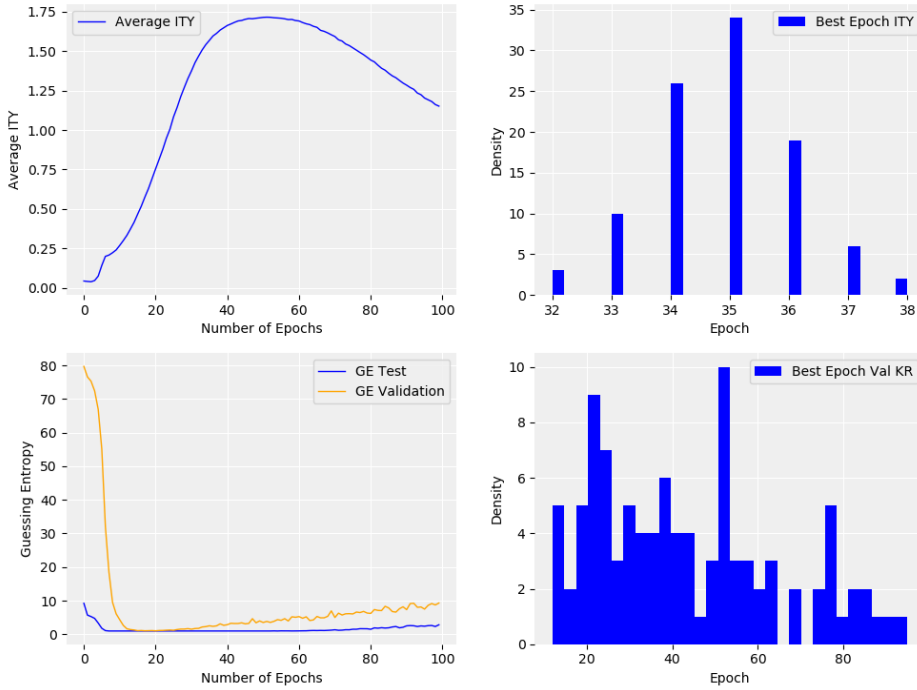 Average ITY
1.75
1.50
1.25
1.00
0.75
0.50
0.25
0.00
Average ITY
0 20 40 60 80 100
Number of Epochs
Best Epoch ITY
35
30
25
20
15
10
5
0
Density
32 33 34 35 36 37 38
Epoch
GE Test
GE Validation
80
70
60
50
40
30
20
10
0
Guessing Entropy
0 20 40 60 80 100
Number of Epochs
Best Epoch Val KR
10
8
6
4
2
0
Density
20 40 60 80
Epoch